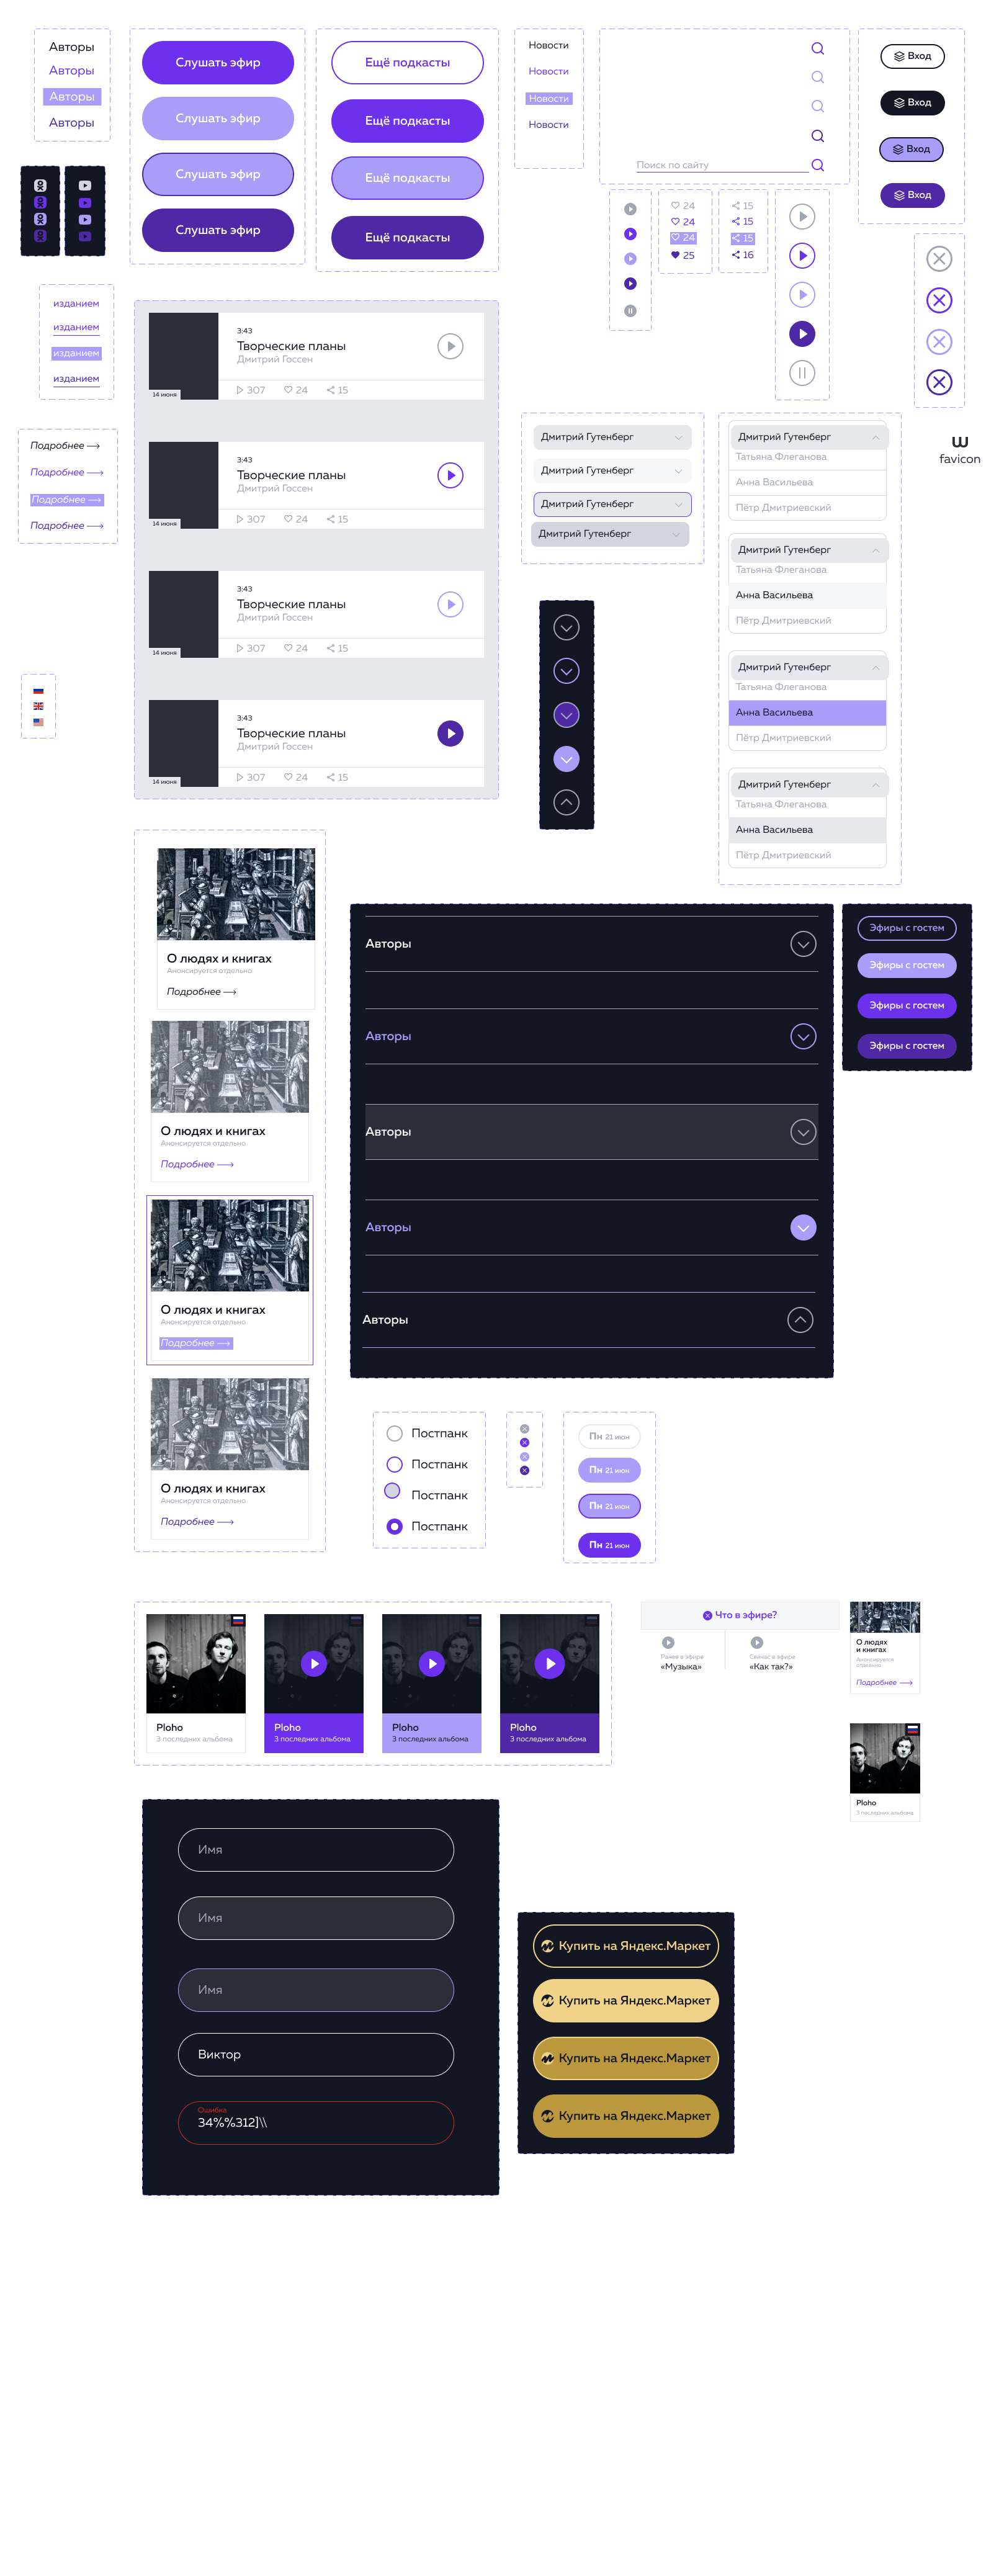 Авторы
Авторы
Авторы
Авторы
Слушать эфир
Слушать эфир
Слушать эфир
Слушать эфир
Ещё подкасты
Ещё подкасты
Ещё подкасты
Ещё подкасты
Новости
Новости
Новости
Новости
Поиск по сайту
Вход
Вход
Вход
Вход
24
24
24
25
15
15
15
16
изданием
изданием
изданием
изданием
Подробнее
Подробнее
Подробнее
Подробнее
3:43
Творческие планы
Дмитрий Госсен
14 июня
307 24 15
3:43
Творческие планы
Дмитрий Госсен
14 июня
307 24 15
3:43
Творческие планы
Дмитрий Госсен
14 июня
307 24 15
3:43
Творческие планы
Дмитрий Госсен
14 июня
307 24 15
Дмитрий Гутенберг
Дмитрий Гутенберг
Дмитрий Гутенберг
Дмитрий Гутенберг
Дмитрий Гутенберг
Татьяна Флеганова
Анна Васильева
Пётр Дмитриевский
Дмитрий Гутенберг
Татьяна Флеганова
Анна Васильева
Пётр Дмитриевский
Дмитрий Гутенберг
Татьяна Флеганова
Анна Васильева
Пётр Дмитриевский
Дмитрий Гутенберг
Татьяна Флеганова
Анна Васильева
Пётр Дмитриевский
favicon
О людях и книгах
Анонсируется отдельно
Подробнее
О людях и книгах
Анонсируется отдельно
Подробнее
О людях и книгах
Анонсируется отдельно
Подробнее
О людях и книгах
Анонсируется отдельно
Подробнее
Авторы
Авторы
Авторы
Авторы
Авторы
Эфиры с гостем
Эфиры с гостем
Эфиры с гостем
Эфиры с гостем
Постпанк
Постпанк
Постпанк
Постпанк
Пн 21 июн
Пн 21 июн
Пн 21 июн
Пн 21 июн
Ploho
3 последних альбома
Ploho
3 последних альбома
Ploho
3 последних альбома
Ploho
3 последних альбома
Что в эфире?
Ранее в эфире
«Музыка»
Сейчас в эфире
«Как так?»
О людях
и книгах
Анонсируется
отдельно
Подробнее
Ploho
3 последних альбома
Имя
Имя
Имя
Виктор
Ошибка
34%%312]\\
Купить на Яндекс.Маркет
Купить на Яндекс.Маркет
Купить на Яндекс.Маркет
Купить на Яндекс.Маркет